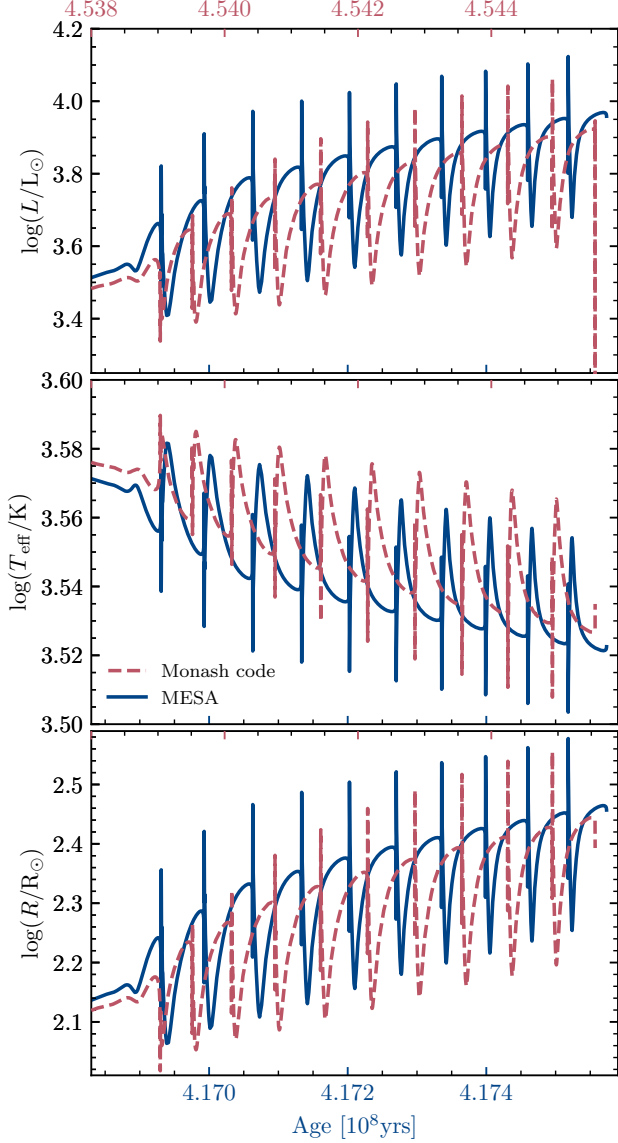 4.538 4.540 4.542 4.544
4.2
4.0
3.8
3.6
3.4
log(L/L⊙)
3.60
3.58
3.56
3.54
3.52
3.50
log(T_eff/K)
Monash code
MESA
2.5
2.4
2.3
2.2
2.1
log(R/R⊙)
4.170 4.172 4.174
Age [10⁸yrs]